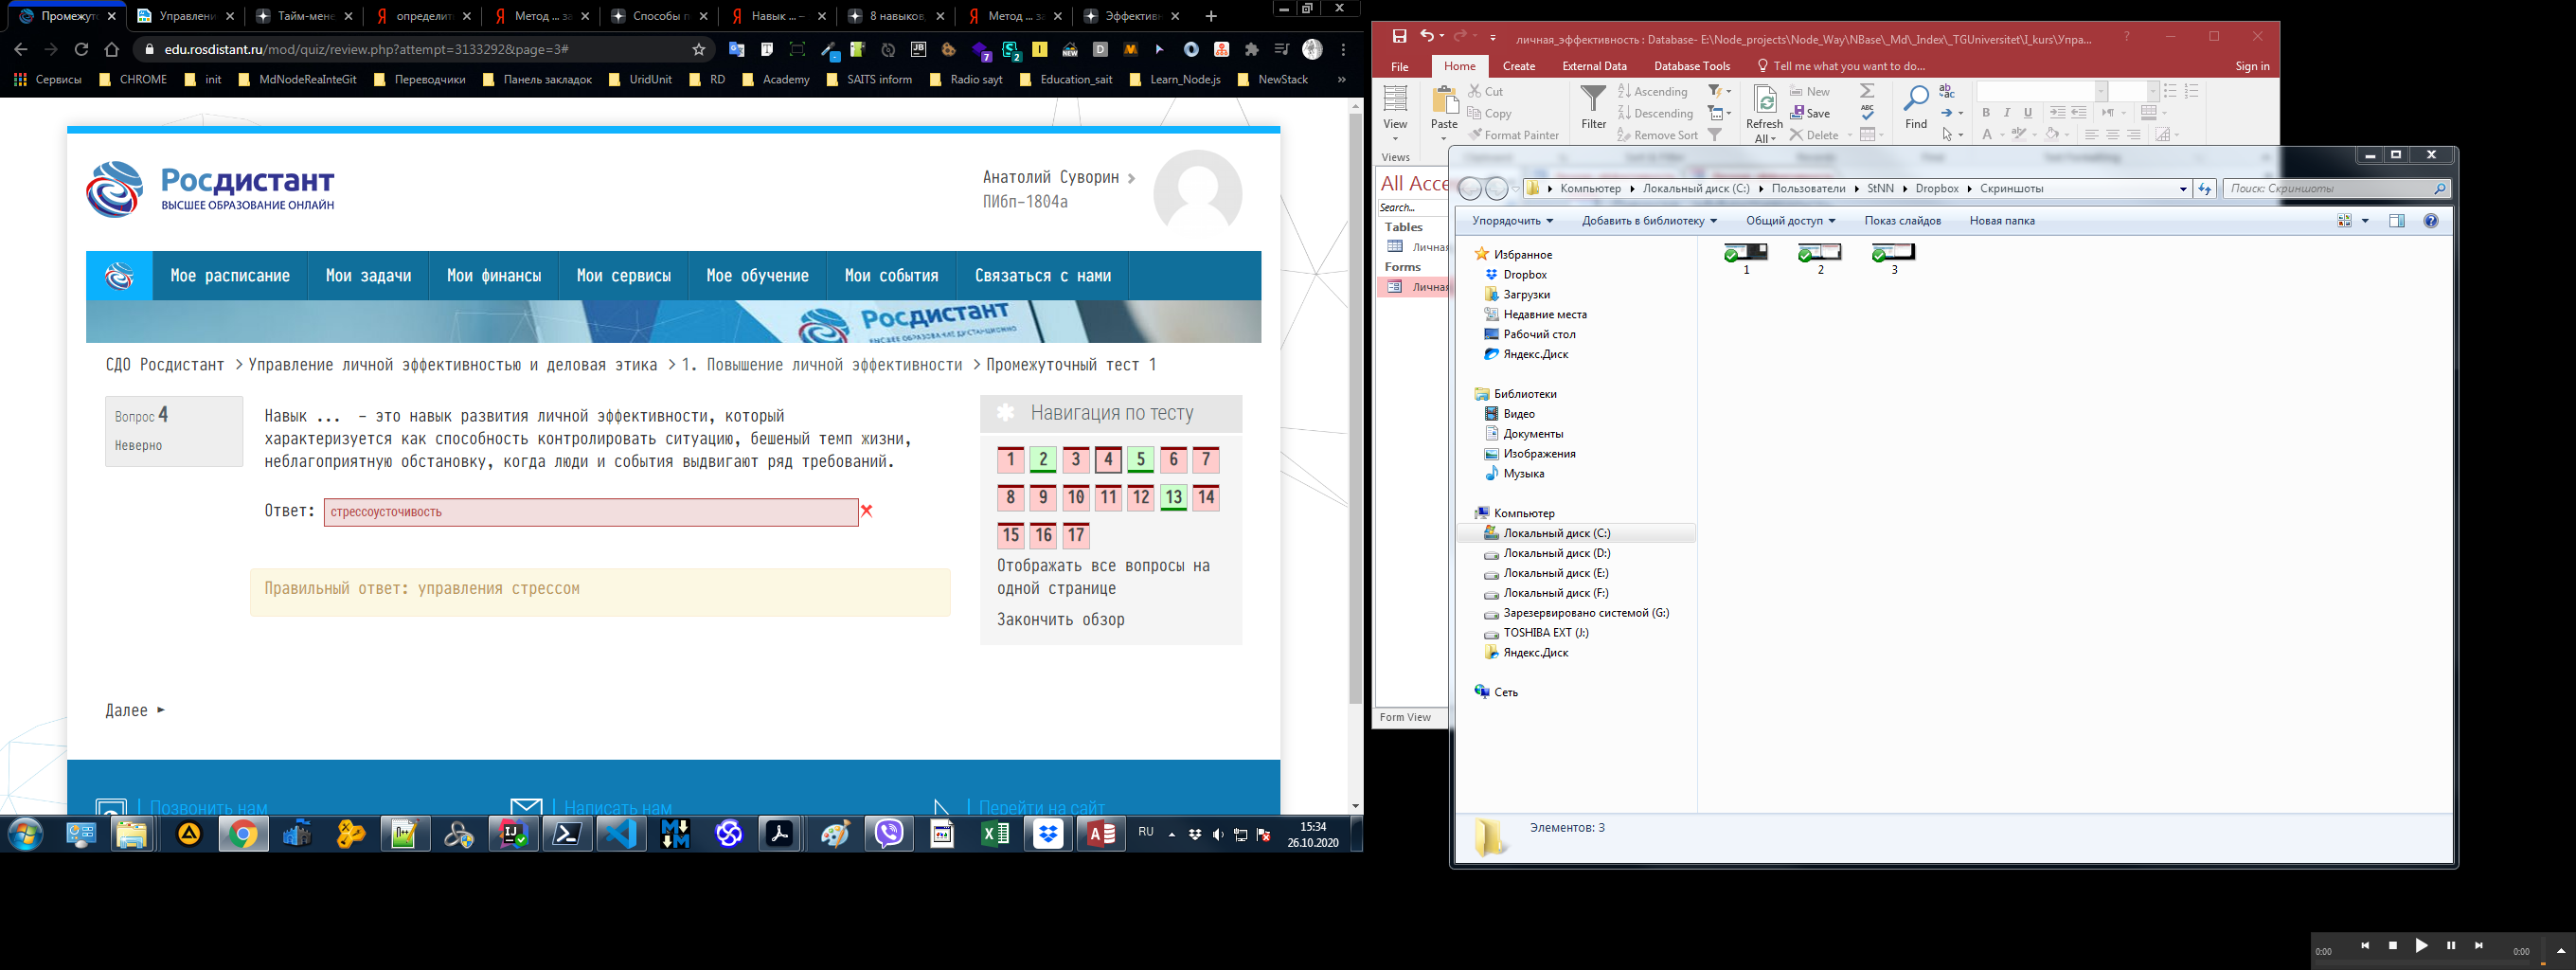 Промежут
Управлени
Тайм-мене
определит
Метод ... за
Способы п
Навык ... –
8 навыков
Метод ... за
Эффективн
edu.rosdistant.ru/mod/quiz/review.php?attempt=3133292&page=3#
Сервисы
CHROME
init
MdNodeReaInteGit
Переводчики
Панель закладок
UridUnit
RD
Academy
SAITS inform
Radio sayt
Education_sait
Learn_Node.js
NewStack
»
Росдистант
ВЫСШЕЕ ОБРАЗОВАНИЕ ОНЛАЙН
Анатолий Суворин
ПИбп-1804а
Мое расписание
Мои задачи
Мои финансы
Мои сервисы
Мое обучение
Мои события
Связаться с нами
Росдистант
СДО Росдистант > Управление личной эффективностью и деловая этика > 1. Повышение личной эффективности > Промежуточный тест 1
Вопрос 4
Неверно
Навык ... – это навык развития личной эффективности, который
характеризуется как способность контролировать ситуацию, бешеный темп жизни,
неблагоприятную обстановку, когда люди и события выдвигают ряд требований.
Ответ: стрессоусточивость
Правильный ответ: управления стрессом
Навигация по тесту
1 2 3 4 5 6 7
8 9 10 11 12 13 14
15 16 17
Отображать все вопросы на
одной странице
Закончить обзор
Далее ►
Позвонить нам
Написать нам
Перейти на сайт
RU
15:34
26.10.2020
личная_эффективность : Database- E:\Node_projects\Node_Way\NBase\_Md\_Index\_TGUniversitet\I_kurs\Упра...
File
Home
Create
External Data
Database Tools
Tell me what you want to do...
Sign in
View
Paste
Cut
Copy
Format Painter
Filter
Ascending
Descending
Remove Sort
Refresh
All
New
Save
Delete
Find
Views
All Acce
Search...
Tables
Личная
Forms
Личная
Form View
Компьютер
Локальный диск (C:)
Пользователи
StNN
Dropbox
Скриншоты
Поиск: Скриншоты
Упорядочить
Добавить в библиотеку
Общий доступ
Показ слайдов
Новая папка
Избранное
Dropbox
Загрузки
Недавние места
Рабочий стол
Яндекс.Диск
Библиотеки
Видео
Документы
Изображения
Музыка
Компьютер
Локальный диск (C:)
Локальный диск (D:)
Локальный диск (E:)
Локальный диск (F:)
Зарезервировано системой (G:)
TOSHIBA EXT (J:)
Яндекс.Диск
Сеть
1
2
3
Элементов: 3
0:00
0:00